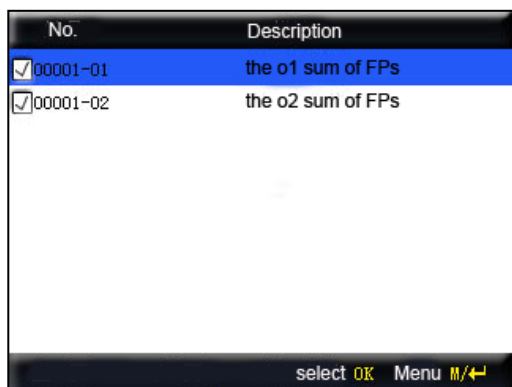 No. Description
00001-01 the o1 sum of FPs
00001-02 the o2 sum of FPs
select OK Menu M/↵